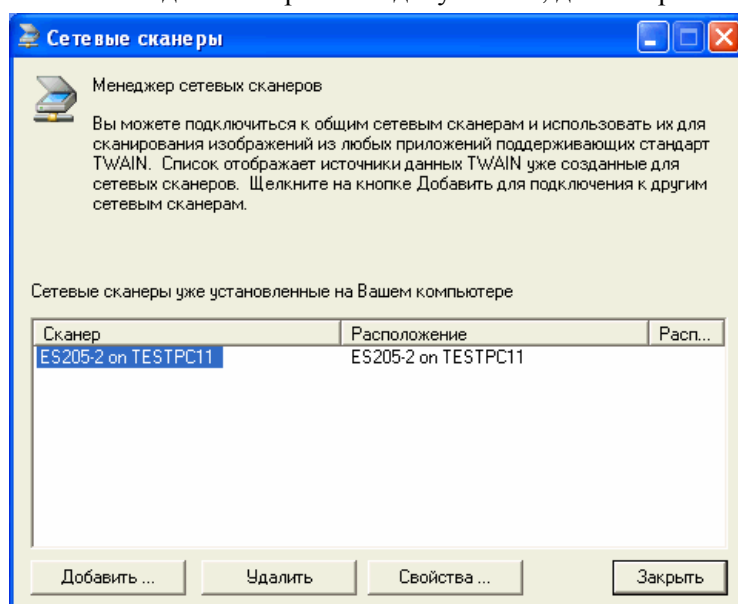 Сетевые сканеры
Менеджер сетевых сканеров
Вы можете подключиться к общим сетевым сканерам и использовать их для
сканирования изображений из любых приложений поддерживающих стандарт
TWAIN. Список отображает источники данных TWAIN уже созданные для
сетевых сканеров. Щелкните на кнопке Добавить для подключения к другим
сетевым сканерам.
Сетевы сканеры уже установленные на Вашем компьютере
Сканер Расположение Расп...
ES205-2 on TESTPC11 ES205-2 on TESTPC11
Добавить ... Удалить Свойства ... Закрыть